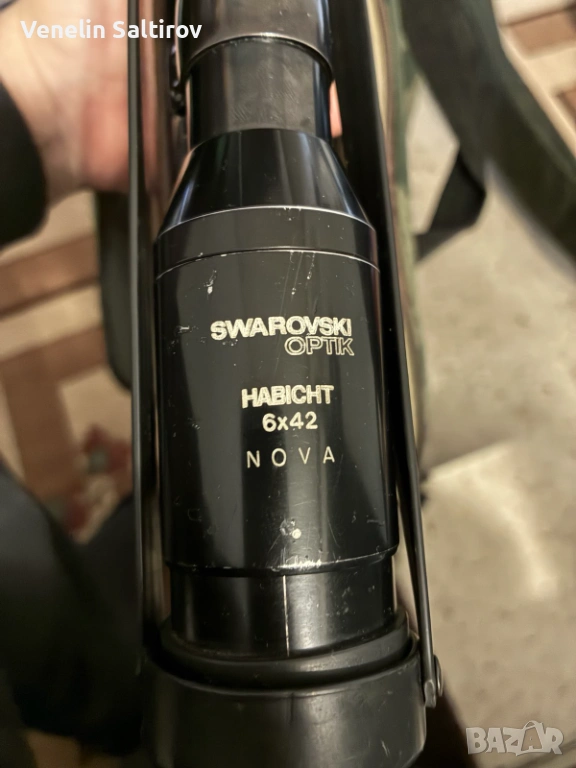 Venelin Saltirov
SWAROVSKI
OPTIK
HABICHT
6x42
NOVA
BAZAR